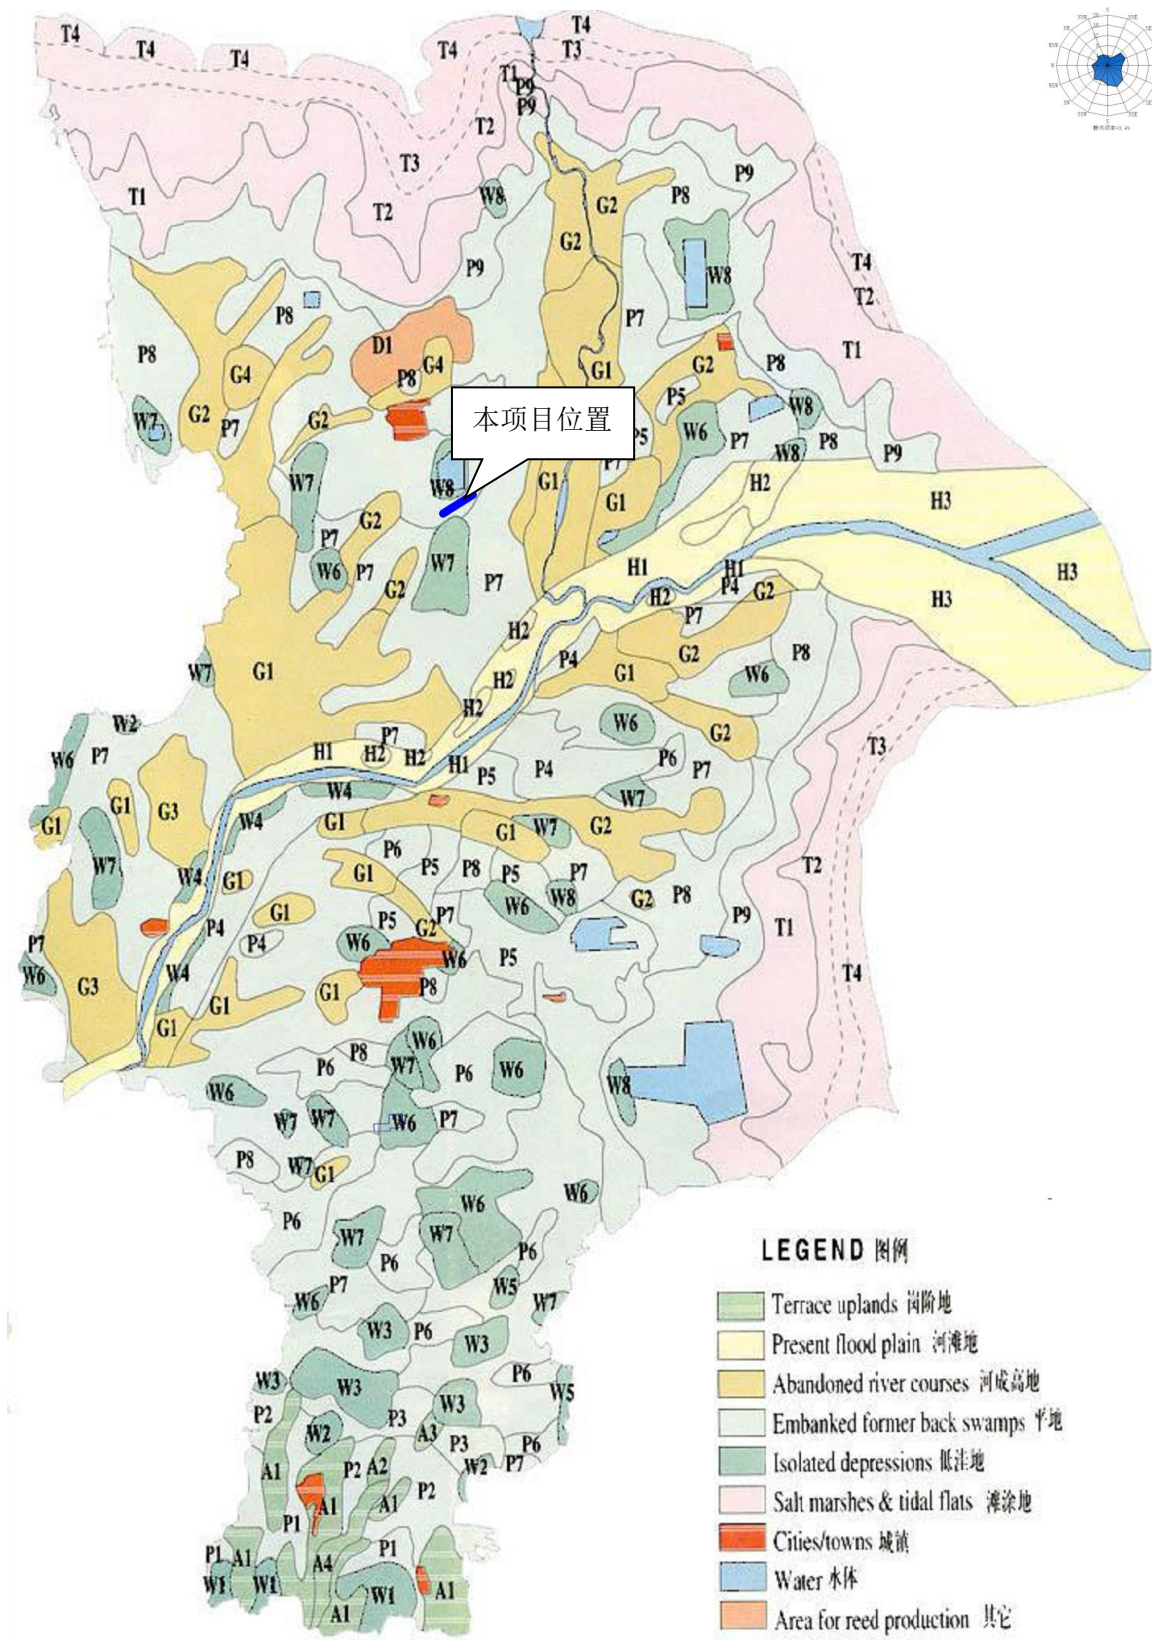 T4
T4
T4
T4
T4
T3
T1
P9
P9
T2
T3
T1
T2
W8
P9
G2
G2
P8
P9
W8
T4
T2
P8
P8
D1
G4
P8
G4
P7
G1
G2
P8
T1
W7
G2
P7
G2
P5
W8
本项目位置
P5
W6
P7
W8
P8
P9
W7
W8
G1
P7
G1
H2
H3
G2
P7
W6
P7
W7
G2
P7
H1
H1
H2
P4
G2
P7
H3
H3
W7
G1
H2
P4
G1
G2
W6
P8
H2
H2
W2
W6
P7
P7
H1
H2
H2
H1
P5
P4
W6
G2
P6
P7
T3
G1
G1
G3
W4
W4
G1
W7
G1
W7
G2
W7
P6
P5
P8
P5
P7
T2
W4
G1
G1
W6
W8
G2
P8
P9
T1
P7
W6
G3
P4
G1
P4
P5
G2
P7
W6
W6
P5
W4
G1
G1
P8
T4
G1
P6
P8
W6
W7
P6
W6
W8
W6
W7
W7
W6
P7
P8
W7
G1
P6
W7
W6
W7
W6
P6
P6
P7
W6
W5
W7
W3
P6
W3
W3
W3
P6
W5
P2
W2
P3
W3
A3
P3
P6
W2
P7
A1
P2
A2
P2
A1
A1
P1
P1
P1
A1
W1
W1
A4
A1
W1
A1
LEGEND 图例
Terrace uplands 岗阶地
Present flood plain 河滩地
Abandoned river courses 河成高地
Embanked former back swamps 平地
Isolated depressions 低洼地
Salt marshes & tidal flats 滩涂地
Cities/towns 城镇
Water 水体
Area for reed production 其它